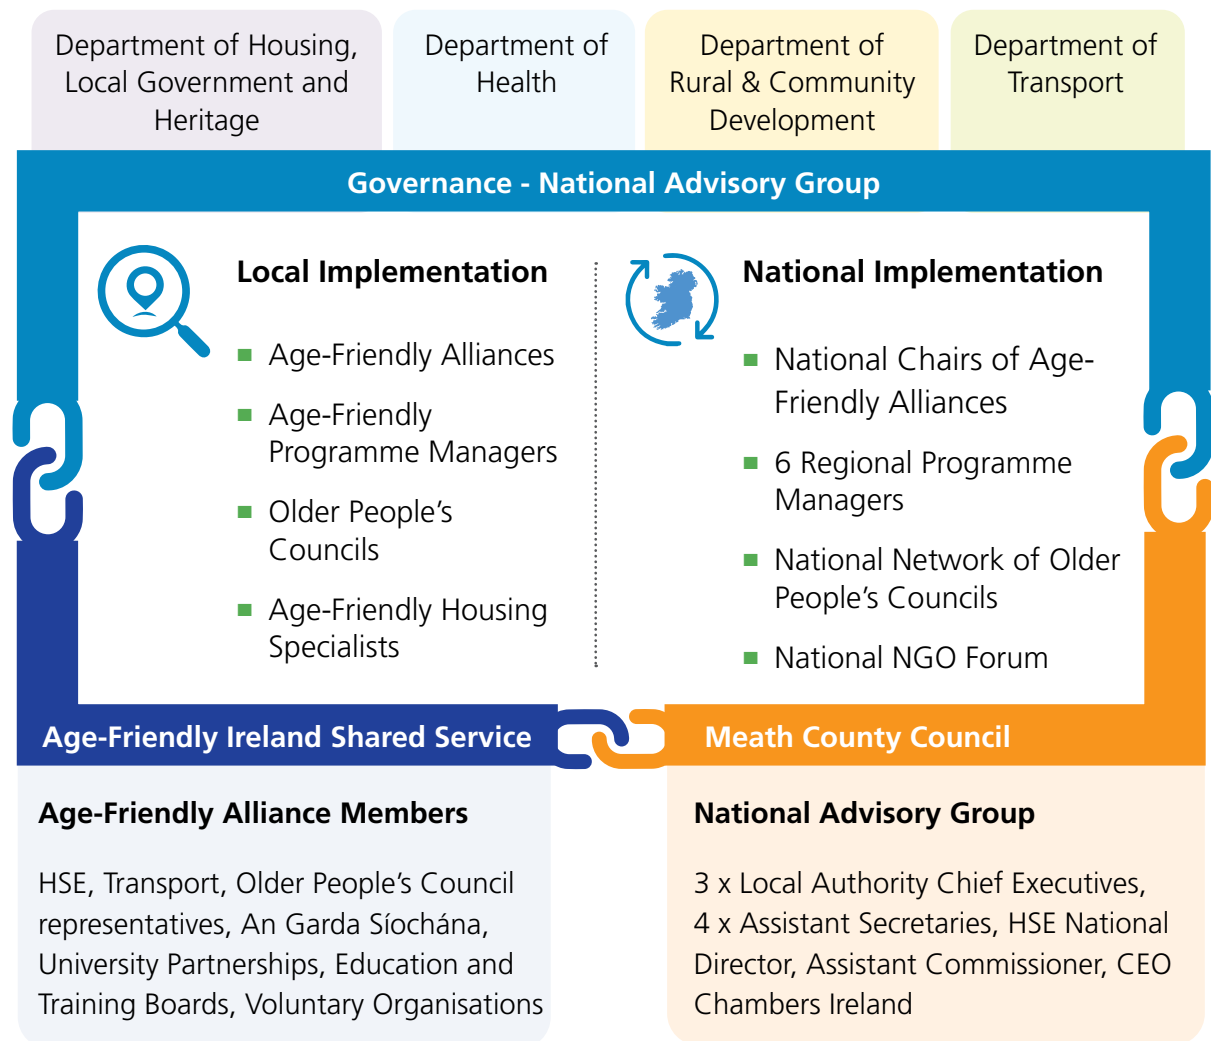 Department of Housing,
Local Government and
Heritage
Department of
Health
Department of
Rural & Community
Development
Department of
Transport
Governance - National Advisory Group
Local Implementation
Age-Friendly Alliances
Age-Friendly
Programme Managers
Older People’s
Councils
Age-Friendly Housing
Specialists
National Implementation
National Chairs of Age-
Friendly Alliances
6 Regional Programme
Managers
National Network of Older
People’s Councils
National NGO Forum
Age-Friendly Ireland Shared Service
Meath County Council
Age-Friendly Alliance Members
HSE, Transport, Older People’s Council
representatives, An Garda Síochána,
University Partnerships, Education and
Training Boards, Voluntary Organisations
National Advisory Group
3 x Local Authority Chief Executives,
4 x Assistant Secretaries, HSE National
Director, Assistant Commissioner, CEO
Chambers Ireland